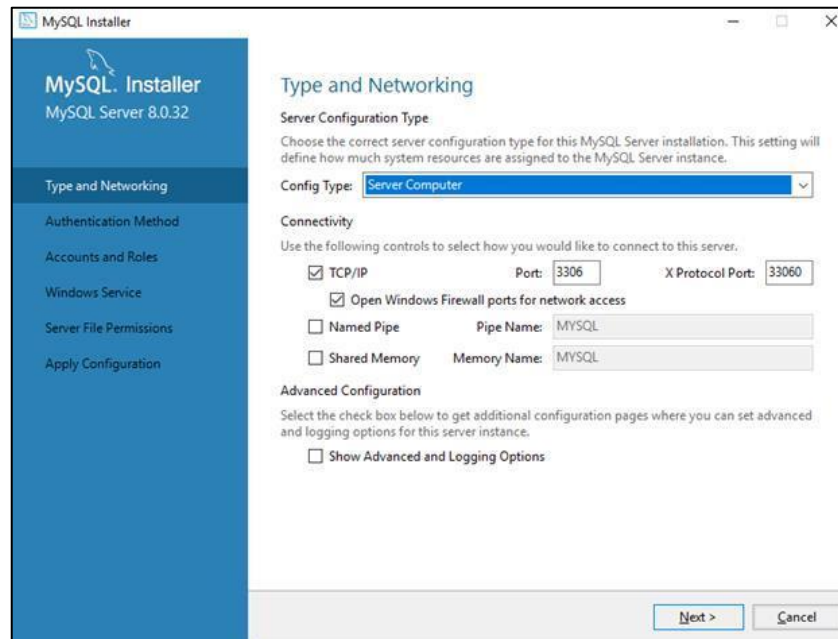 MySQL Installer
MySQL. Installer
MySQL Server 8.0.32
Type and Networking
Authentication Method
Accounts and Roles
Windows Service
Server File Permissions
Apply Configuration
Type and Networking
Server Configuration Type
Choose the correct server configuration type for this MySQL Server installation. This setting will
define how much system resources are assigned to the MySQL Server instance.
Config Type: Server Computer
Connectivity
Use the following controls to select how you would like to connect to this server.
TCP/IP Port: 3306 X Protocol Port: 33060
Open Windows Firewall ports for network access
Named Pipe Pipe Name: MYSQL
Shared Memory Memory Name: MYSQL
Advanced Configuration
Select the check box below to get additional configuration pages where you can set advanced
and logging options for this server instance.
Show Advanced and Logging Options
Next > Cancel